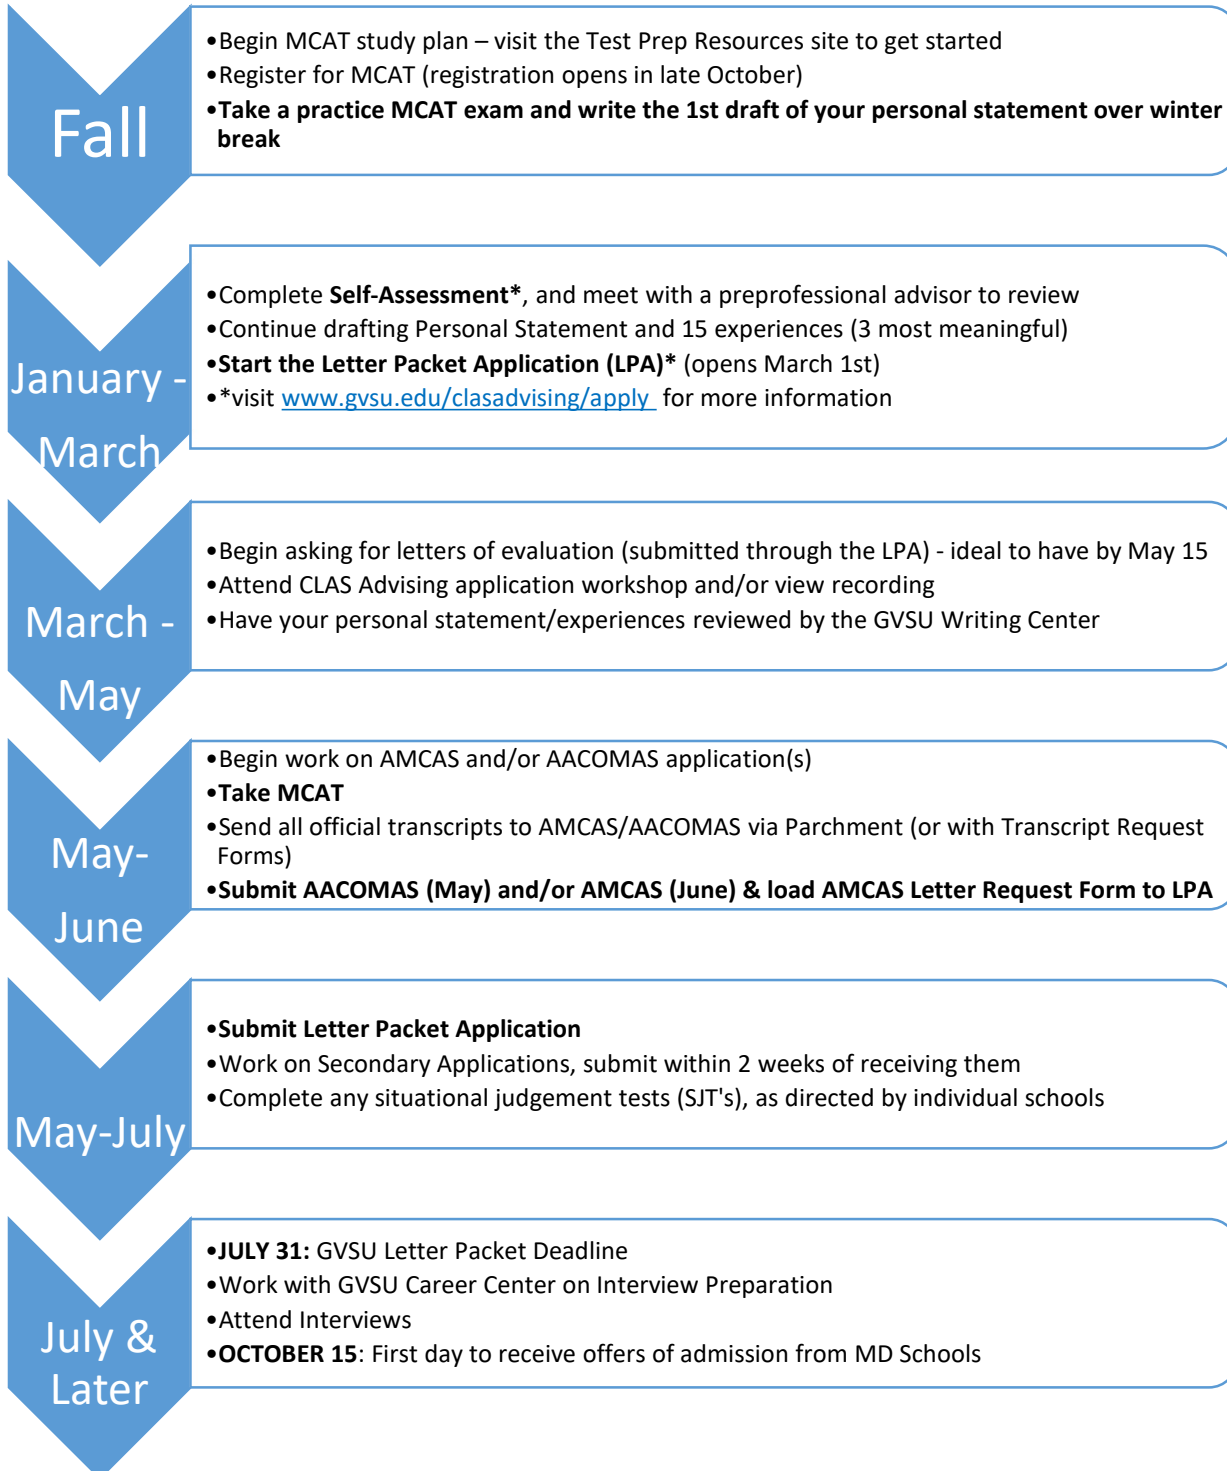 Fall
•Begin MCAT study plan – visit the Test Prep Resources site to get started
•Register for MCAT (registration opens in late October)
•Take a practice MCAT exam and write the 1st draft of your personal statement over winter
break
January -
March
•Complete Self-Assessment*, and meet with a preprofessional advisor to review
•Continue drafting Personal Statement and 15 experiences (3 most meaningful)
•Start the Letter Packet Application (LPA)* (opens March 1st)
•*visit www.gvsu.edu/clasadvising/apply for more information
March -
May
•Begin asking for letters of evaluation (submitted through the LPA) - ideal to have by May 15
•Attend CLAS Advising application workshop and/or view recording
•Have your personal statement/experiences reviewed by the GVSU Writing Center
May-
June
•Begin work on AMCAS and/or AACOMAS application(s)
•Take MCAT
•Send all official transcripts to AMCAS/AACOMAS via Parchment (or with Transcript Request
Forms)
•Submit AACOMAS (May) and/or AMCAS (June) & load AMCAS Letter Request Form to LPA
May-July
•Submit Letter Packet Application
•Work on Secondary Applications, submit within 2 weeks of receiving them
•Complete any situational judgement tests (SJT's), as directed by individual schools
July &
Later
•JULY 31: GVSU Letter Packet Deadline
•Work with GVSU Career Center on Interview Preparation
•Attend Interviews
•OCTOBER 15: First day to receive offers of admission from MD Schools